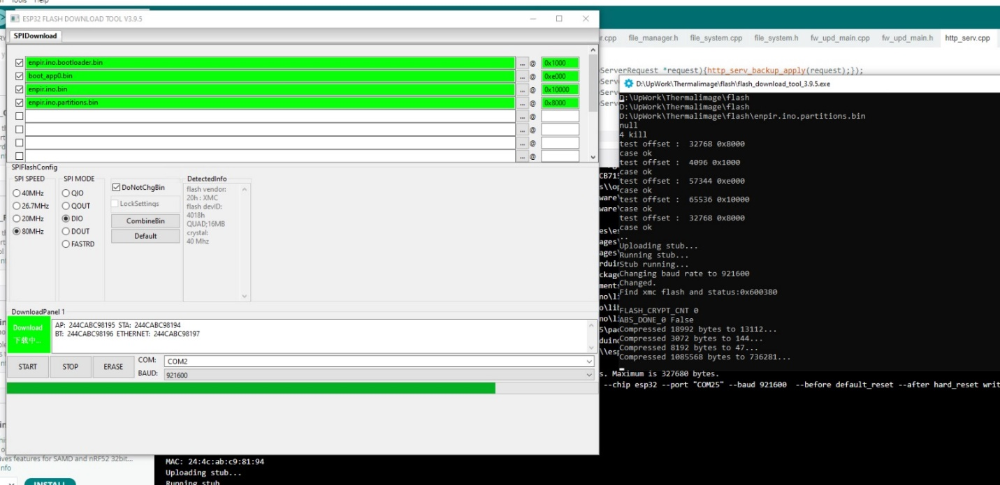 Tools Help
ESP32 FLASH DOWNLOAD TOOL V3.9.5
SPIDownload
enpir.ino.bootloader.bin ... @ 0x1000
boot_app0.bin ... @ 0xe000
enpir.ino.bin ... @ 0x10000
enpir.ino.partitions.bin ... @ 0x8000
... @
... @
... @
... @
SPIFlashConfig
SPI SPEED
40MHz
26.7MHz
20MHz
80MHz
SPI MODE
QIO
QOUT
DIO
DOUT
FASTRD
DoNotChgBin
LockSettings
CombineBin
Default
DetectedInfo
flash vendor:
20h : XMC
flash devID:
4018h
QUAD;16MB
crystal:
40 Mhz
DownloadPanel 1
Download
下载中...
AP: 244CABC98195 STA: 244CABC98194
BT: 244CABC98196 ETHERNET: 244CABC98197
START STOP ERASE
COM: COM2
BAUD: 921600
r.cpp file_manager.h file_system.cpp file_system.h fw_upd_main.cpp fw_upd_main.h http_serv.cpp
ServerRequest *request){http_serv_backup_apply(request);});
D:\UpWork\Thermalimage\flash\flash_download_tool_3.9.5.exe
D:\UpWork\Thermalimage\flash
D:\UpWork\Thermalimage\flash
D:\UpWork\Thermalimage\flash\enpir.ino.partitions.bin
null
4 kill
test offset : 32768 0x8000
case ok
test offset : 4096 0x1000
case ok
test offset : 57344 0xe000
case ok
test offset : 65536 0x10000
case ok
test offset : 32768 0x8000
case ok
..
Uploading stub...
Running stub...
Stub running...
Changing baud rate to 921600
Changed.
Find xmc flash and status:0x600380
FLASH_CRYPT_CNT 0
ABS_DONE_0 False
Compressed 18992 bytes to 13112...
Compressed 3072 bytes to 144...
Compressed 8192 bytes to 47...
Compressed 1085568 bytes to 736281...
s. Maximum is 327680 bytes.
--chip esp32 --port "COM25" --baud 921600 --before default_reset --after hard_reset writ
MAC: 24:4c:ab:c9:81:94
Uploading stub...
Running stub
ives features for SAMD and nRF52 32bit...
nfo
INSTALL